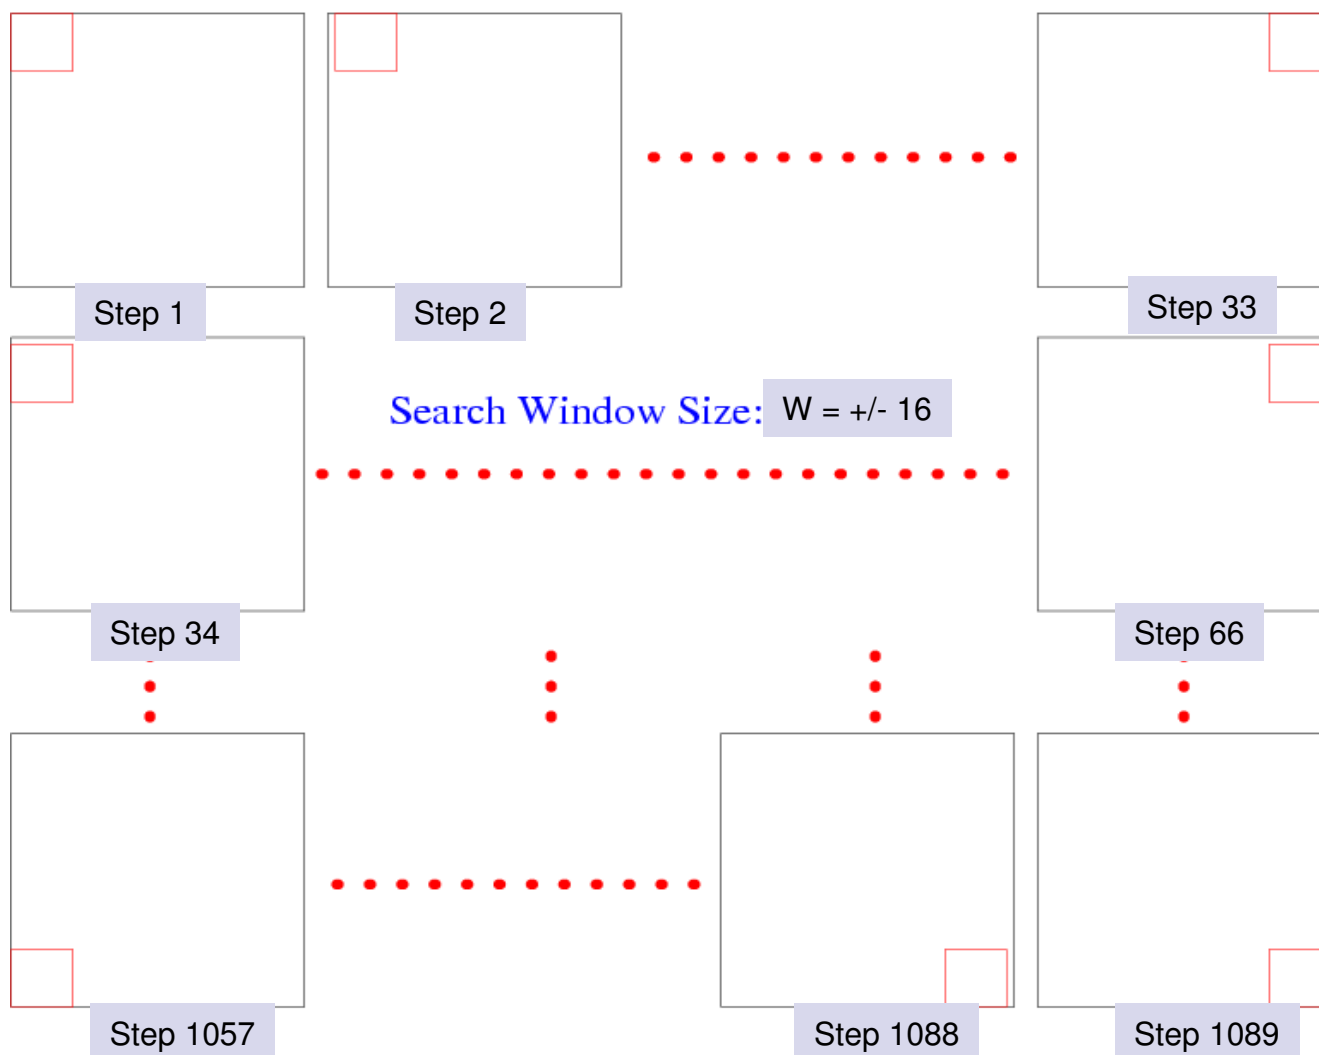 Step 1
Step 2
Step 33
Search Window Size: W = +/- 16
Step 34
Step 66
Step 1057
Step 1088
Step 1089